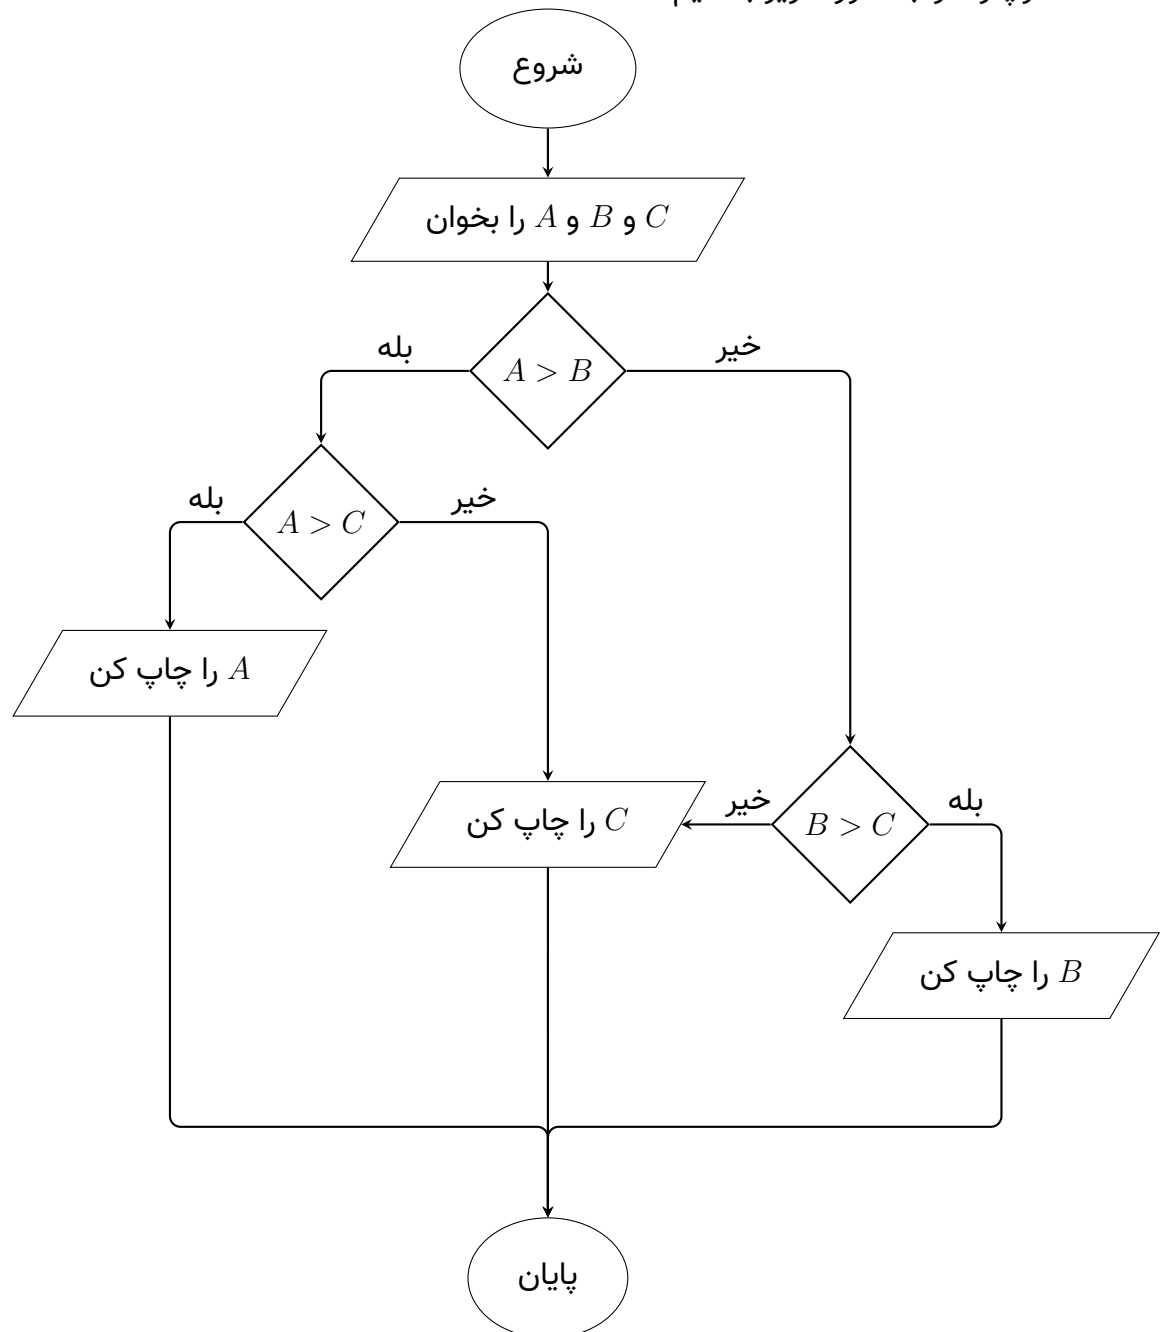 شروع
A و B و C را بخوان
A > B
بله
خیر
A > C
بله
خیر
A را چاپ کن
C را چاپ کن
B > C
خیر
بله
B را چاپ کن
پایان